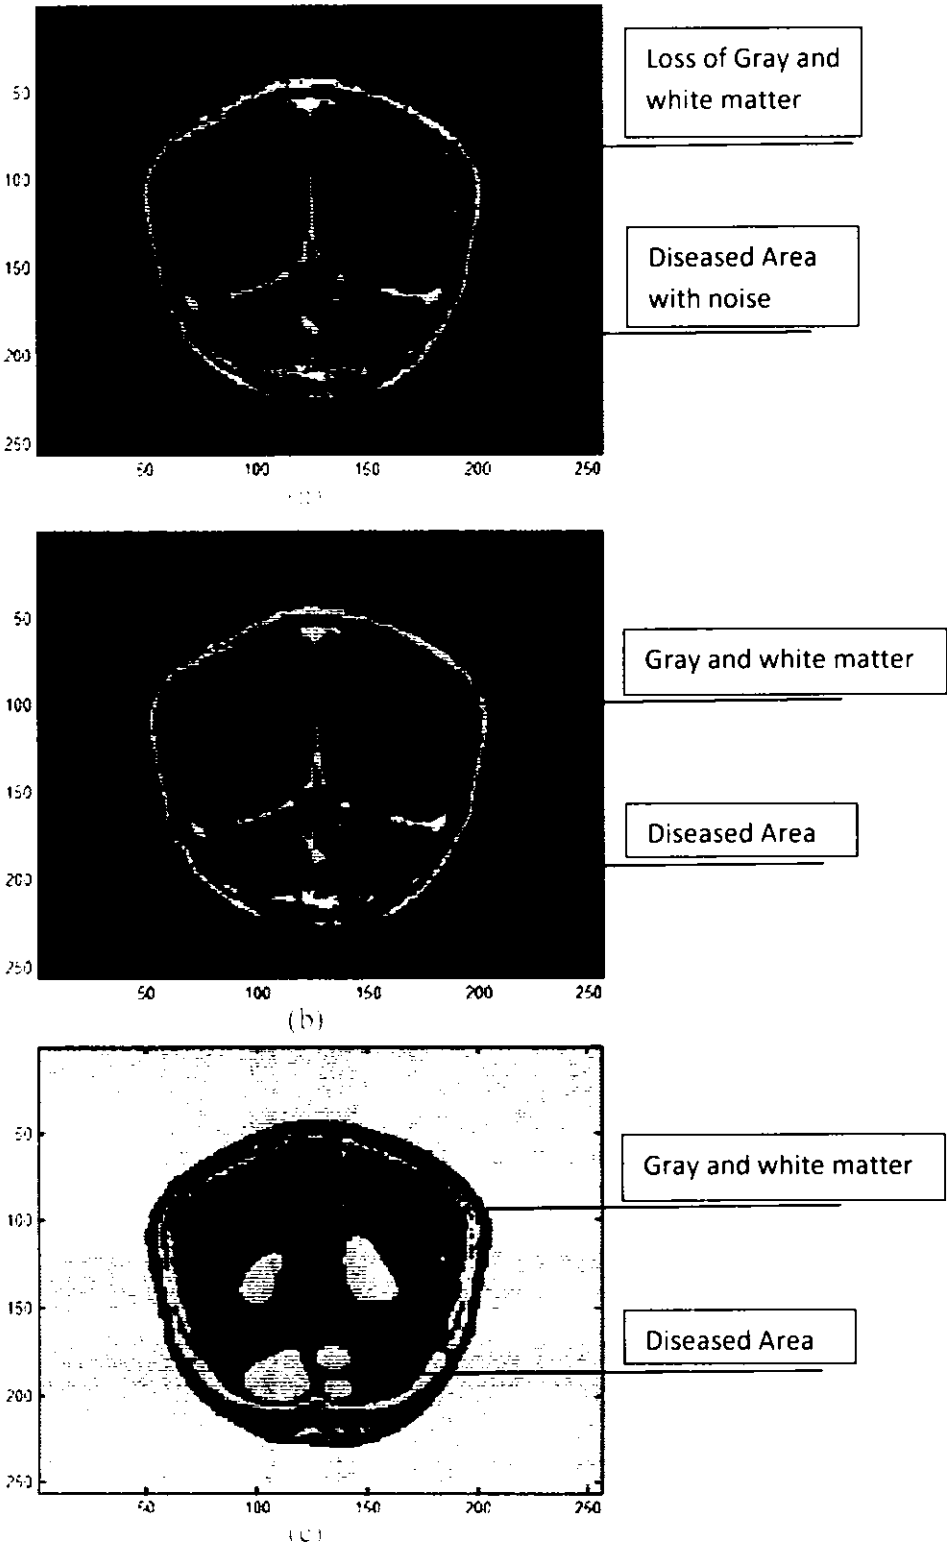 Loss of Gray and
white matter
50
100
Diseased Area
150
with noise
200
250
50 100 150 200 250
(a)
50
Gray and white matter
100
150
Diseased Area
200
250
50 100 150 200 250
(b)
50
Gray and white matter
100
150
Diseased Area
200
250
50 100 150 200 250
(c)